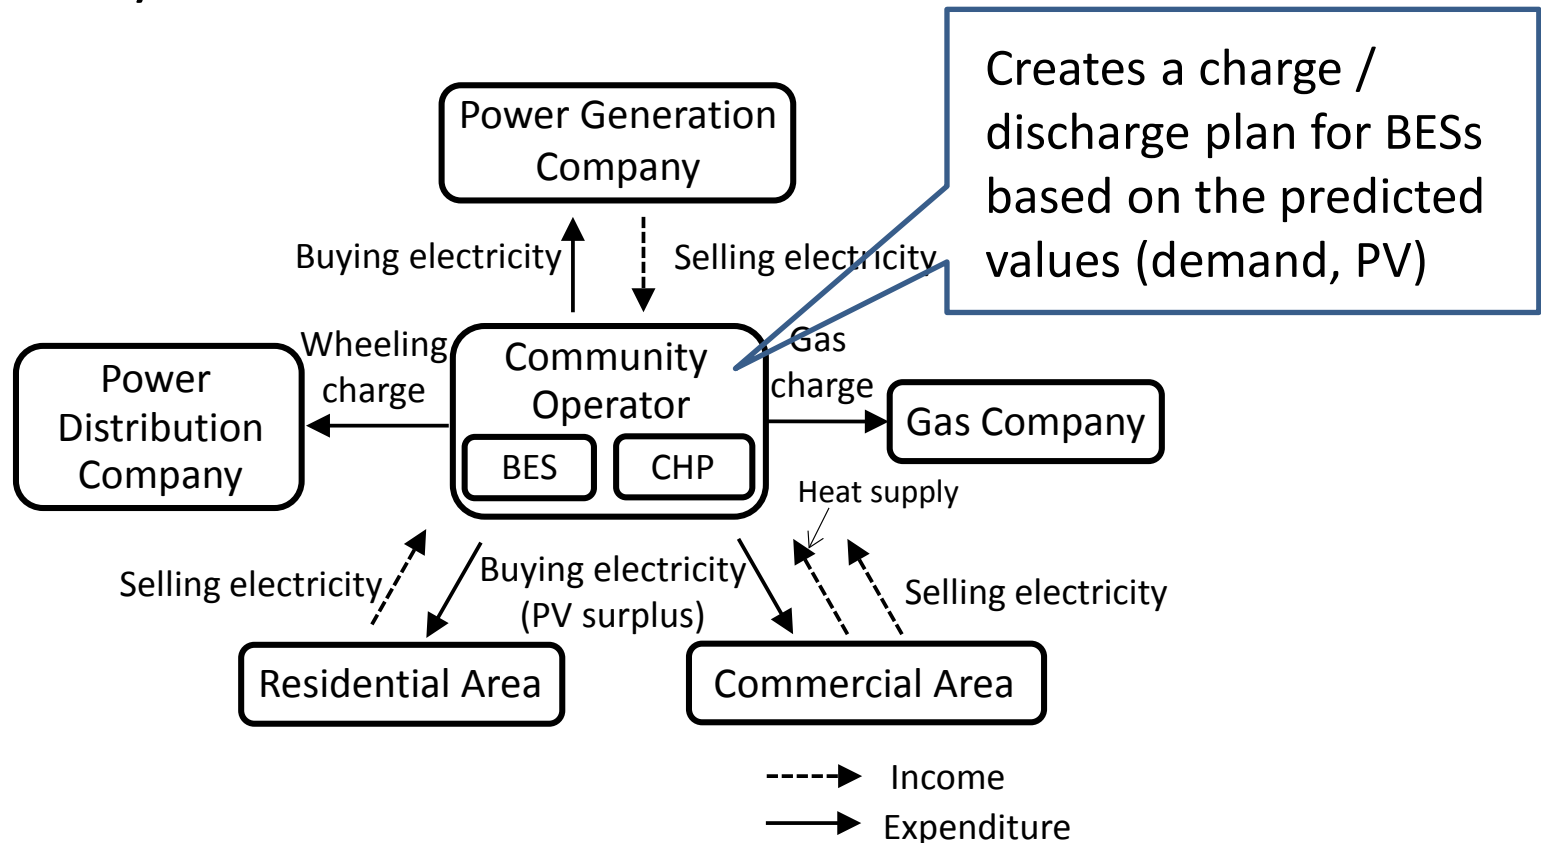 Creates a charge /
discharge plan for BESs
based on the predicted
values (demand, PV)
Power Generation
Company
Buying electricity
Selling electricity
Wheeling
charge
Community
Operator
BES
CHP
Gas
charge
Power
Distribution
Company
Gas Company
Heat supply
Selling electricity
Buying electricity
(PV surplus)
Selling electricity
Residential Area
Commercial Area
Income
Expenditure